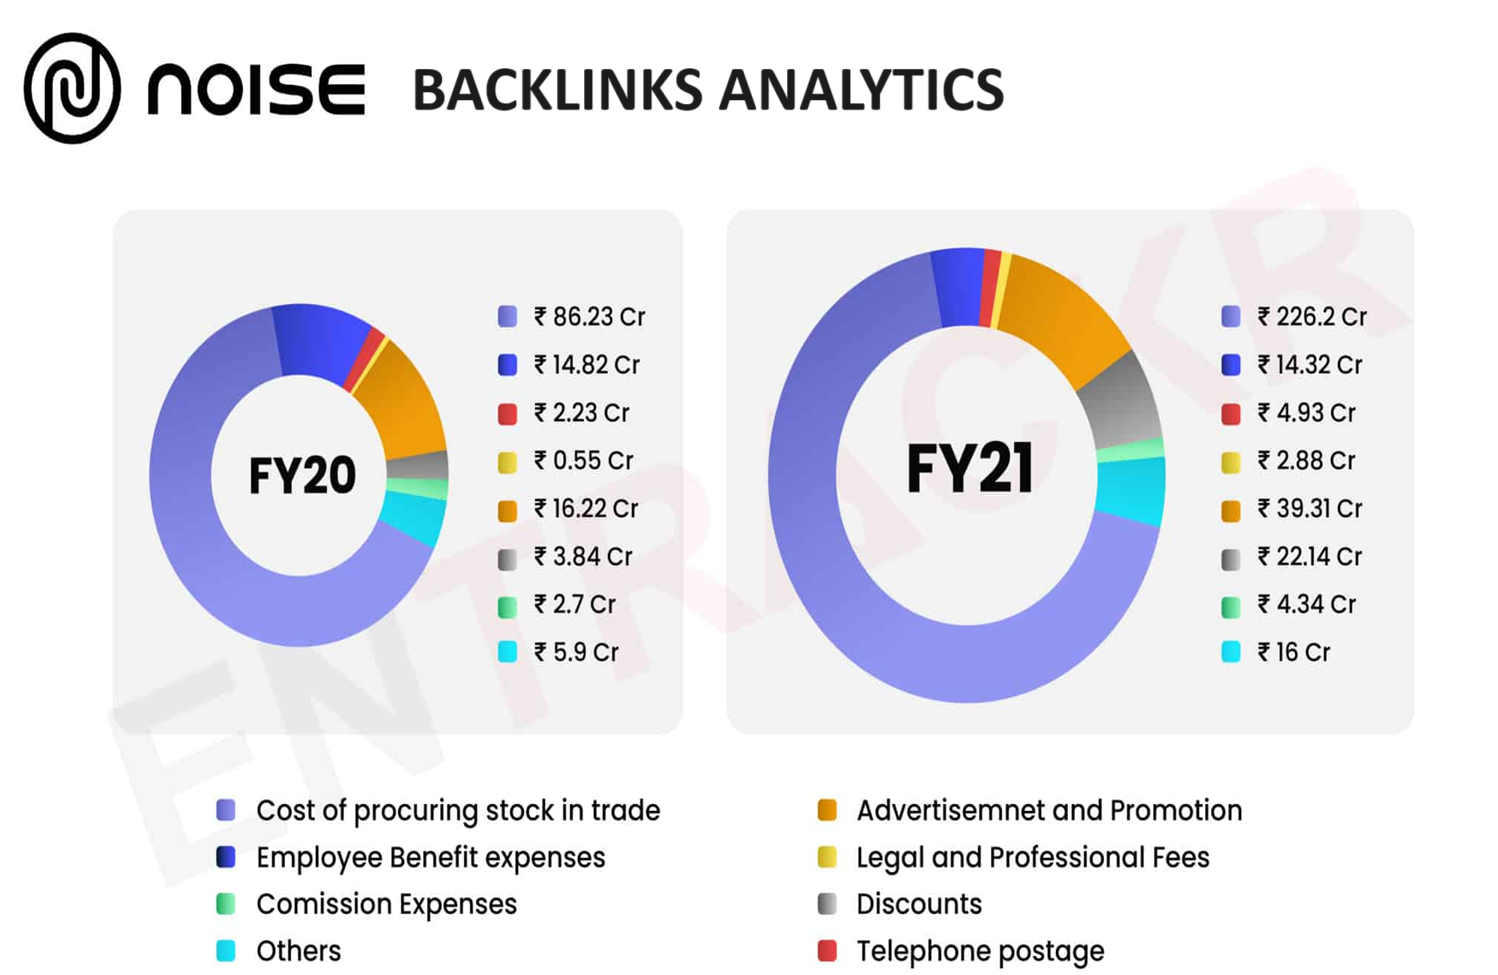 NOISE BACKLINKS ANALYTICS
FY20
₹ 86.23 Cr
₹ 14.82 Cr
₹ 2.23 Cr
₹ 0.55 Cr
₹ 16.22 Cr
₹ 3.84 Cr
₹ 2.7 Cr
₹ 5.9 Cr
FY21
₹ 226.2 Cr
₹ 14.32 Cr
₹ 4.93 Cr
₹ 2.88 Cr
₹ 39.31 Cr
₹ 22.14 Cr
₹ 4.34 Cr
₹ 16 Cr
ENTRACKR
Cost of procuring stock in trade
Employee Benefit expenses
Comission Expenses
Others
Advertisemnet and Promotion
Legal and Professional Fees
Discounts
Telephone postage